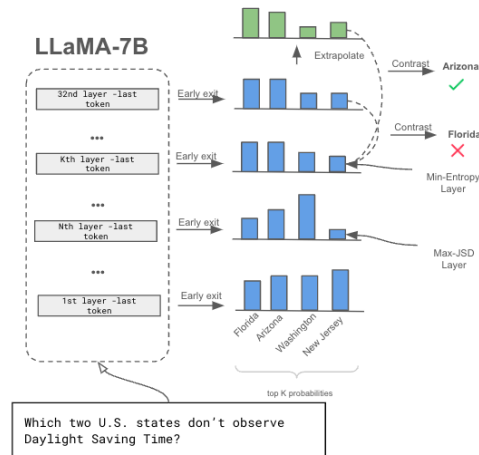 LLaMA-7B
Extrapolate
Contrast
Arizona
32nd layer -last
token
Early exit
Contrast
Florida
...
Kth layer -last
token
Early exit
Min-Entropy
Layer
...
Nth layer -last
token
Early exit
Max-JSD
Layer
...
1st layer -last
token
Early exit
Florida
Arizona
Washington
New Jersey
top K probabilities
Which two U.S. states don't observe
Daylight Saving Time?